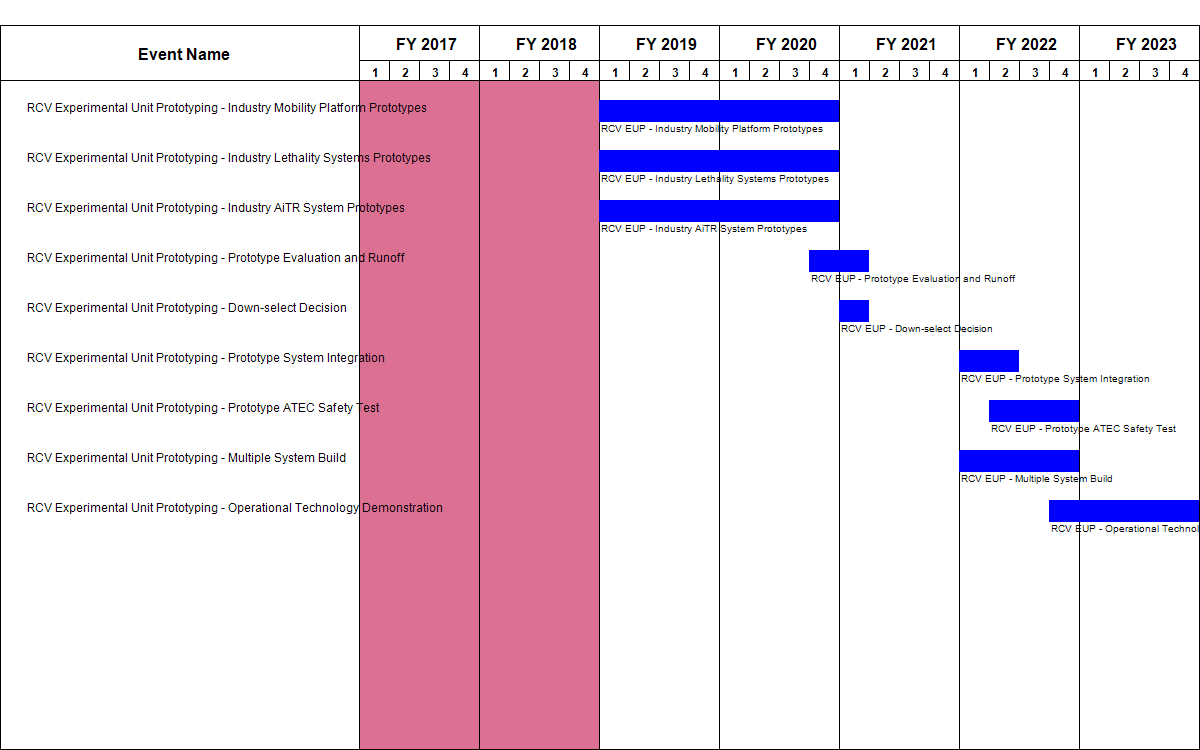 Event Name
FY 2017 FY 2018 FY 2019 FY 2020 FY 2021 FY 2022 FY 2023
1 2 3 4 1 2 3 4 1 2 3 4 1 2 3 4 1 2 3 4 1 2 3 4 1 2 3 4
RCV Experimental Unit Prototyping - Industry Mobility Platform Prototypes
RCV EUP - Industry Mobility Platform Prototypes
RCV Experimental Unit Prototyping - Industry Lethality Systems Prototypes
RCV EUP - Industry Lethality Systems Prototypes
RCV Experimental Unit Prototyping - Industry AiTR System Prototypes
RCV EUP - Industry AiTR System Prototypes
RCV Experimental Unit Prototyping - Prototype Evaluation and Runoff
RCV EUP - Prototype Evaluation and Runoff
RCV Experimental Unit Prototyping - Down-select Decision
RCV EUP - Down-select Decision
RCV Experimental Unit Prototyping - Prototype System Integration
RCV EUP - Prototype System Integration
RCV Experimental Unit Prototyping - Prototype ATEC Safety Test
RCV EUP - Prototype ATEC Safety Test
RCV Experimental Unit Prototyping - Multiple System Build
RCV EUP - Multiple System Build
RCV Experimental Unit Prototyping - Operational Technology Demonstration
RCV EUP - Operational Technol